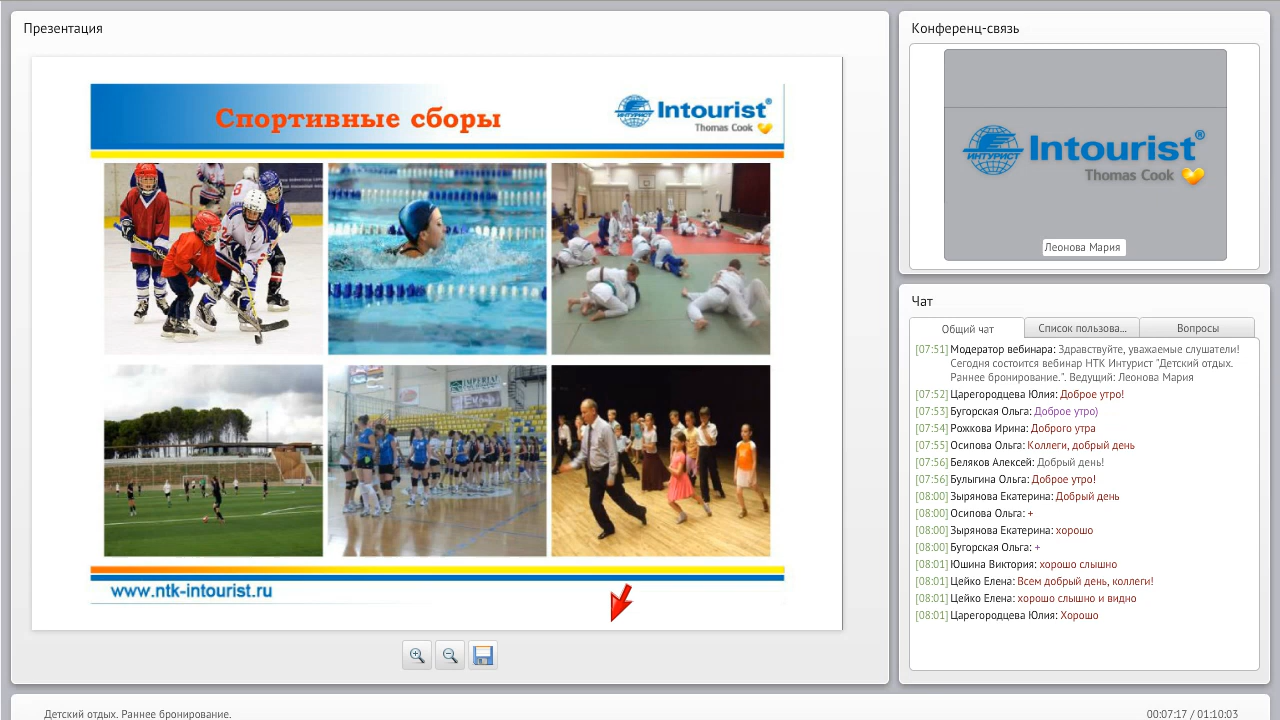 Презентация
Спортивные сборы
ИНТУРИСТ
Intourist®
Thomas Cook
IMPERIAL
www.ntk-intourist.ru
Конференц-связь
ИНТУРИСТ
Intourist®
Thomas Cook
Леонова Мария
Чат
Общий чат
Список пользова...
Вопросы
[07:51] Модератор вебинара: Здравствуйте, уважаемые слушатели!
Сегодня состоится вебинар НТК Интурист "Детский отдых.
Раннее бронирование.". Ведущий: Леонова Мария
[07:52] Царегородцева Юлия: Доброе утро!
[07:53] Бугорская Ольга: Доброе утро)
[07:54] Рожкова Ирина: Доброго утра
[07:55] Осипова Ольга: Коллеги, добрый день
[07:56] Беляков Алексей: Добрый день!
[07:56] Булыгина Ольга: Доброе утро!
[08:00] Зырянова Екатерина: Добрый день
[08:00] Осипова Ольга: +
[08:00] Зырянова Екатерина: хорошо
[08:00] Бугорская Ольга: +
[08:01] Юшина Виктория: хорошо слышно
[08:01] Цейко Елена: Всем добрый день, коллеги!
[08:01] Цейко Елена: хорошо слышно и видно
[08:01] Царегородцева Юлия: Хорошо
Детский отдых. Раннее бронирование.
00:07:17 / 01:10:03